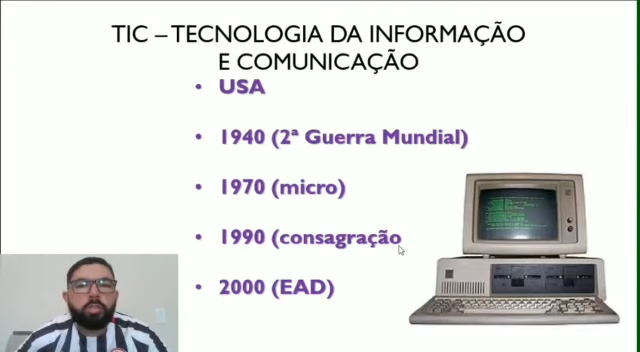 TIC – TECNOLOGIA DA INFORMAÇÃO
E COMUNICAÇÃO
• USA
• 1940 (2ª Guerra Mundial)
• 1970 (micro)
• 1990 (consagração
• 2000 (EAD)